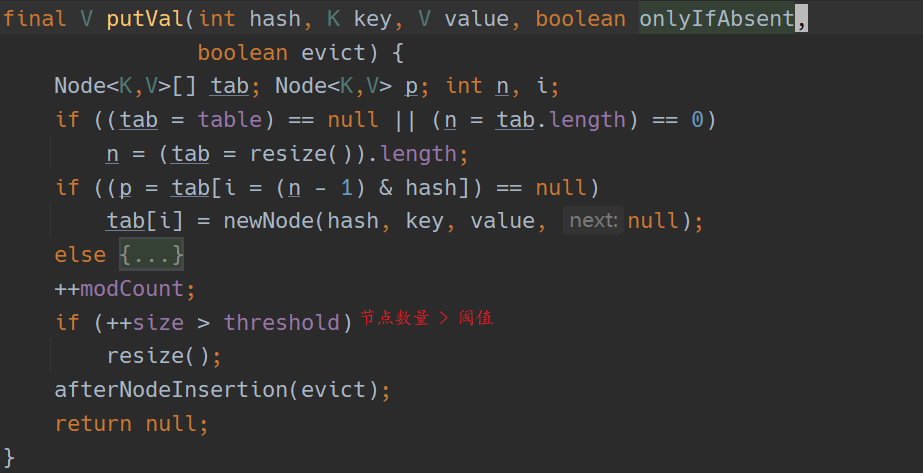 final V putVal(int hash, K key, V value, boolean onlyIfAbsent,
boolean evict) {
Node<K,V>[] tab; Node<K,V> p; int n, i;
if ((tab = table) == null || (n = tab.length) == 0)
n = (tab = resize()).length;
if ((p = tab[i = (n - 1) & hash]) == null)
tab[i] = newNode(hash, key, value, next: null);
else {...}
++modCount;
if (++size > threshold) 节点数量 > 阈值
resize();
afterNodeInsertion(evict);
return null;
}